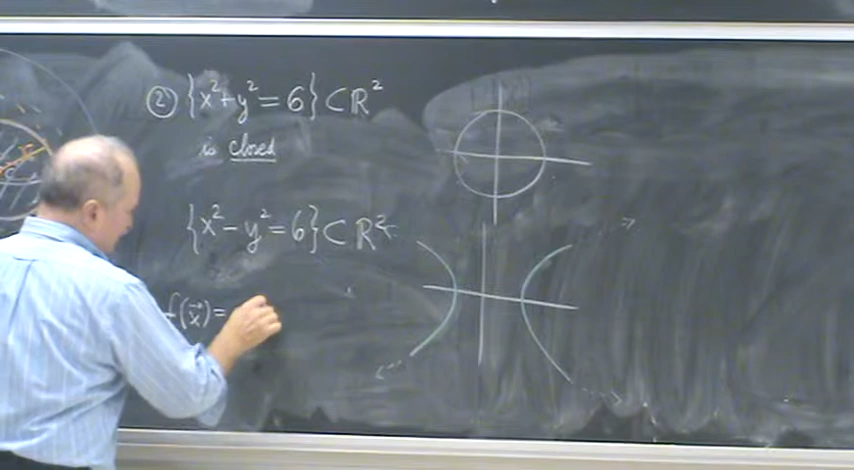 ② {x²+y²=6} ⊂ ℝ²
is closed
{x²-y²=6} ⊂ ℝ²
f(x⃗)=